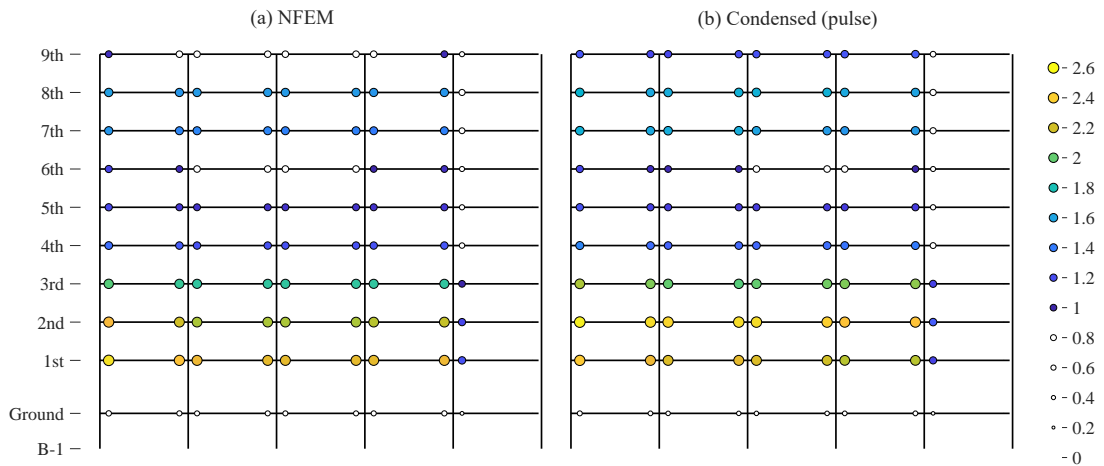 (a) NFEM
(b) Condensed (pulse)
9th
8th
7th
6th
5th
4th
3rd
2nd
1st
Ground
B-1
2.6
2.4
2.2
2
1.8
1.6
1.4
1.2
1
0.8
0.6
0.4
0.2
0